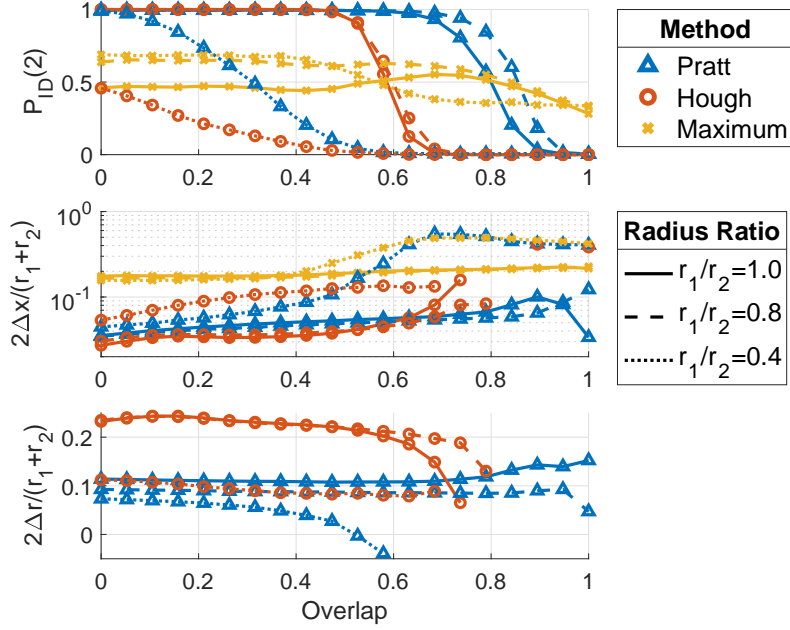 1
0.5
0
P_ID(2)
0
0.2
0.4
0.6
0.8
1
Method
Pratt
Hough
Maximum
10^0
10^-1
2Δx/(r_1+r_2)
0
0.2
0.4
0.6
0.8
1
Radius Ratio
r_1/r_2=1.0
r_1/r_2=0.8
r_1/r_2=0.4
0.2
0.1
0
2Δr/(r_1+r_2)
0
0.2
0.4
0.6
0.8
1
Overlap